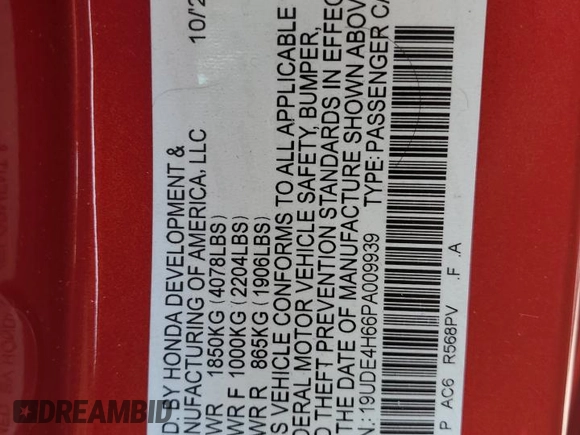 D. BY HONDA DEVELOPMENT &
NUFACTURING OF AMERICA, LLC 10/2
WR 1850KG (4078LBS)
WR F 1000KG (2204LBS)
WR R 865KG (1906LBS)
S VEHICLE CONFORMS TO ALL APPLICABLE
DERAL MOTOR VEHICLE SAFETY, BUMPER,
D THEFT PREVENTION STANDARDS IN EFFEC
THE DATE OF MANUFACTURE SHOWN ABOV
N:19UDE4H66PA009939 TYPE:PASSENGER CA
P AC6 R568PV .F .A
DREAMBID